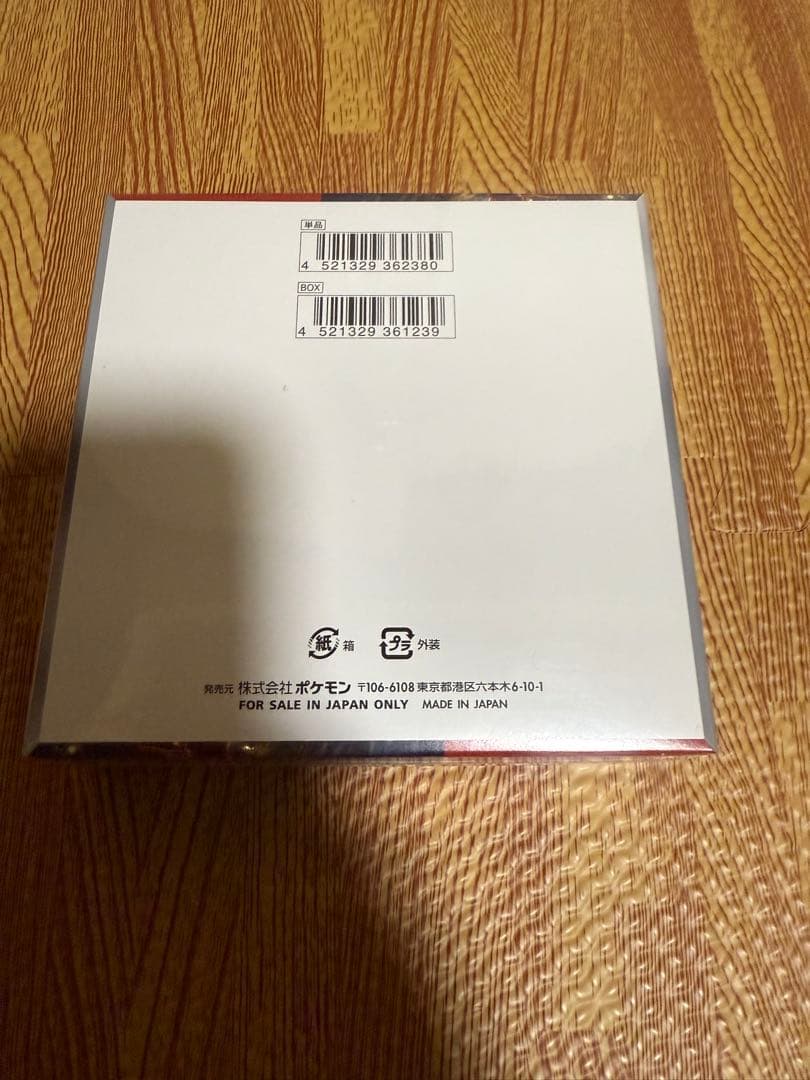 単品
4 521329 362380
BOX
4 521329 361239
紙 箱 プラ 外装
発売元 株式会社ポケモン 〒106-6108 東京都港区六本木6-10-1
FOR SALE IN JAPAN ONLY MADE IN JAPAN